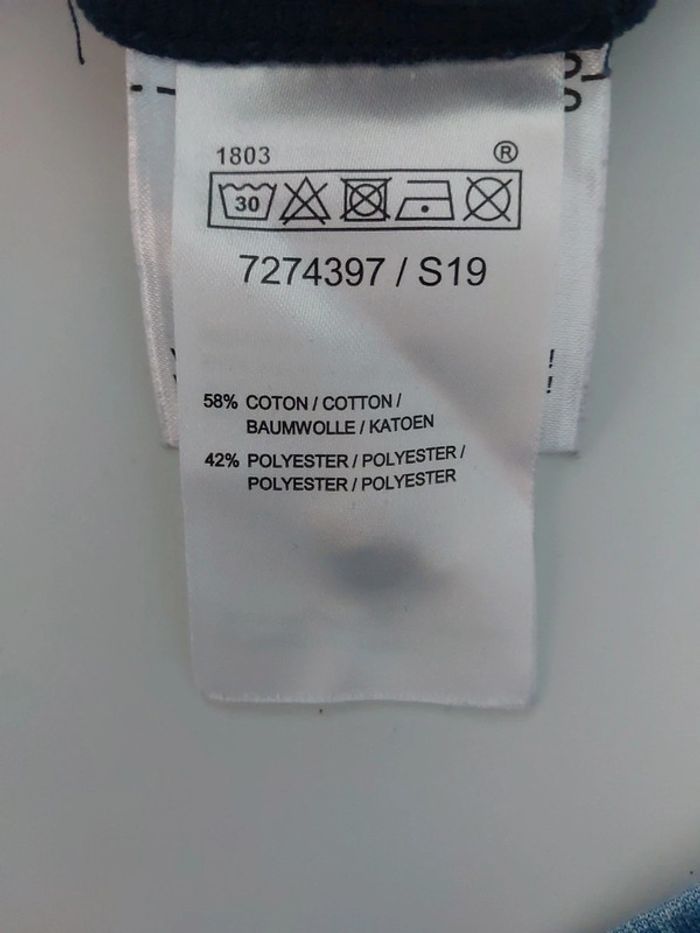 1803 ®
30
7274397 / S19
58% COTON / COTTON /
BAUMWOLLE / KATOEN
42% POLYESTER / POLYESTER /
POLYESTER / POLYESTER